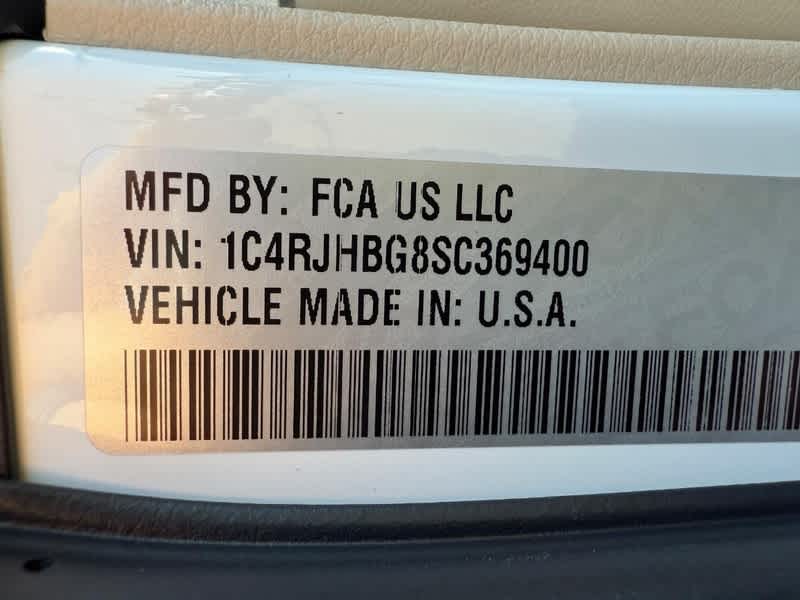 MFD BY: FCA US LLC
VIN: 1C4RJHBG8SC369400
VEHICLE MADE IN: U.S.A.